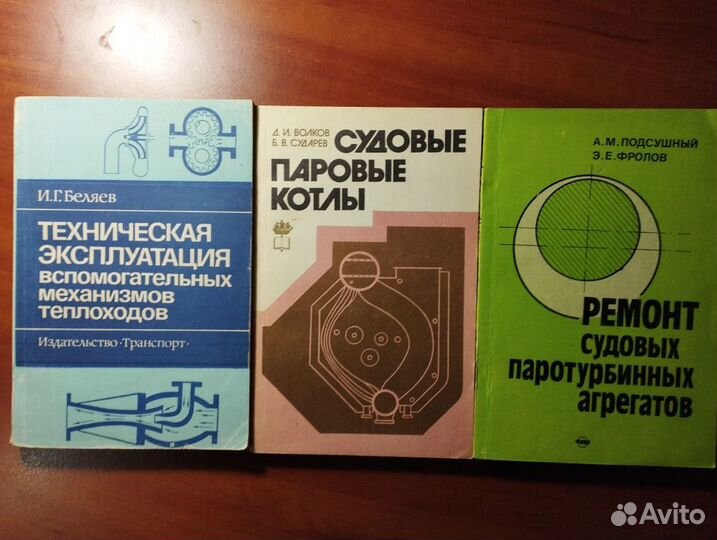 И.Г. Беляев
ТЕХНИЧЕСКАЯ
ЭКСПЛУАТАЦИЯ
вспомогательных
механизмов
теплоходов
Издательство · Транспорт ·
Д. И. ВОЛКОВ
Б. В. СУДАРЕВ
СУДОВЫЕ
ПАРОВЫЕ
КОТЛЫ
А.М. ПОДСУШНЫЙ
Э.Е. ФРОЛОВ
РЕМОНТ
СУДОВЫХ
паротурбинных
агрегатов
Avito